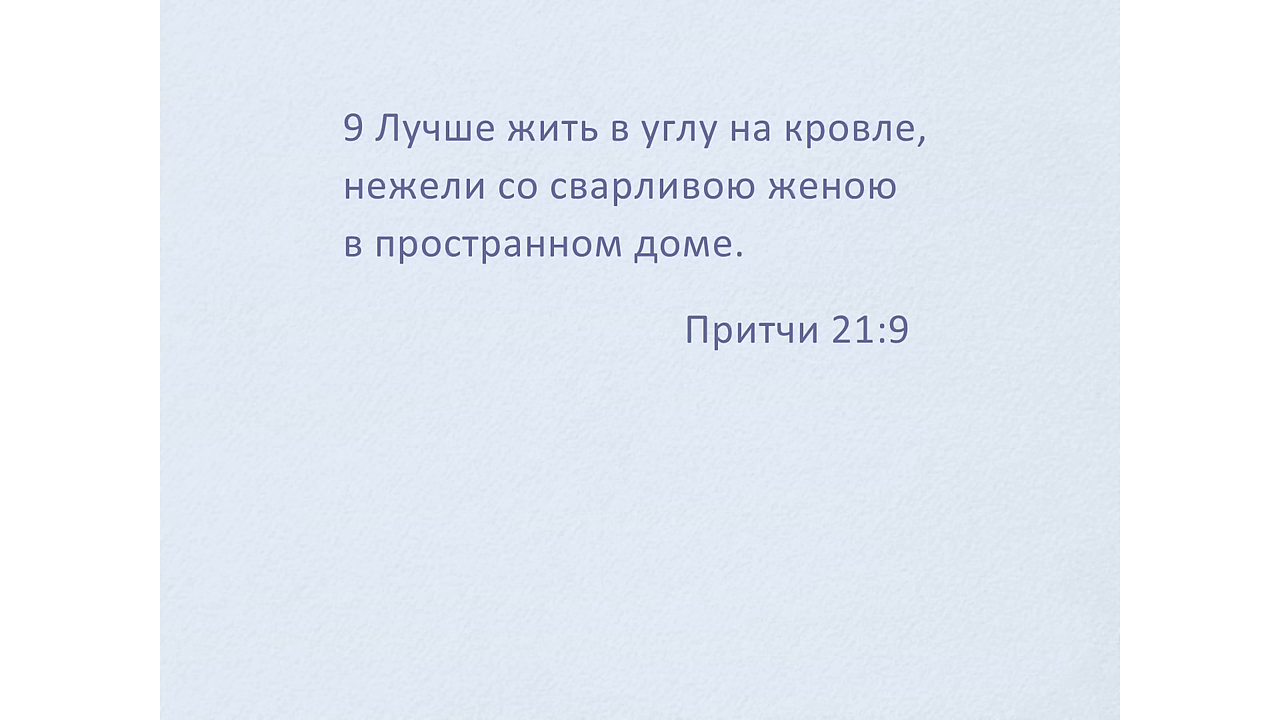 9 Лучше жить в углу на кровле,
нежели со сварливою женою
в пространном доме.
Притчи 21:9